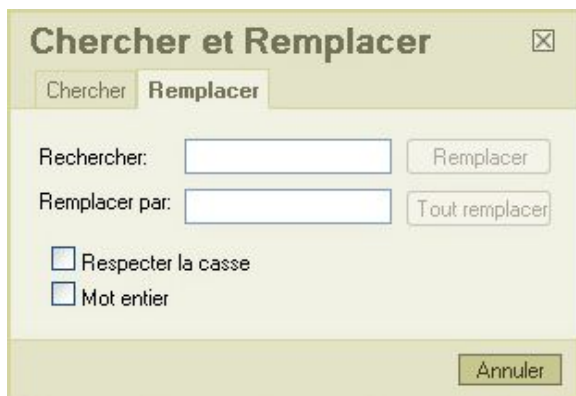 Chercher et Remplacer
Chercher Remplacer
Rechercher: Remplacer
Remplacer par: Tout remplacer
Respecter la casse
Mot entier
Annuler